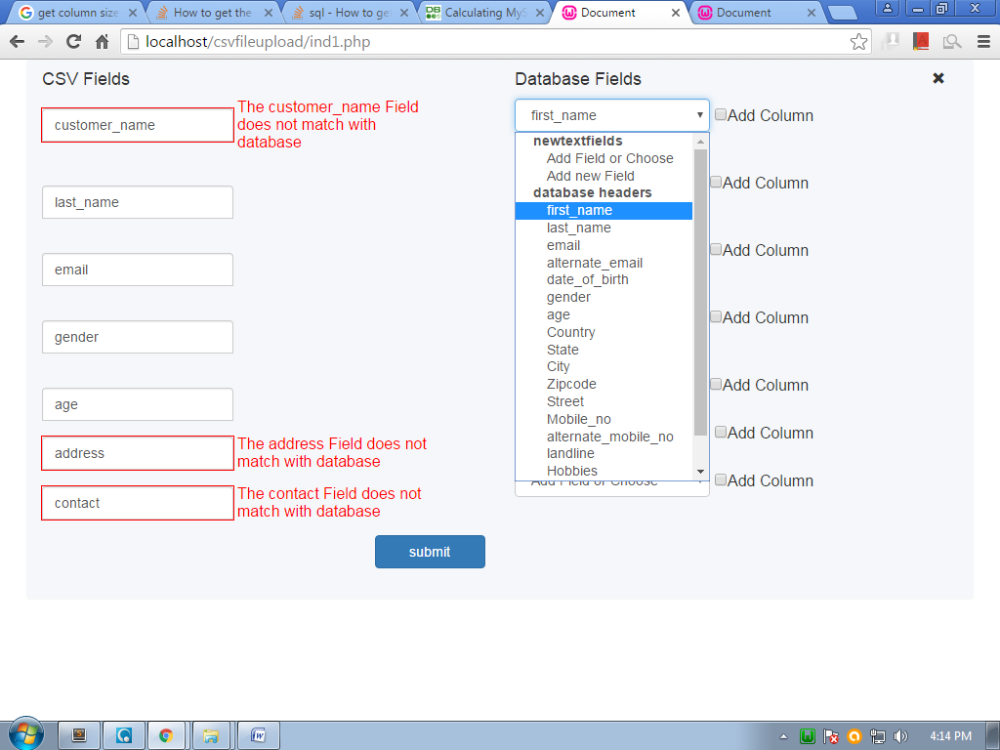 get column size
How to get the
sql - How to get
Calculating MyS
Document
Document
localhost/csvfileupload/ind1.php
CSV Fields
Database Fields
customer_name
The customer_name Field
does not match with
database
first_name
Add Column
newtextfields
Add Field or Choose
Add new Field
database headers
first_name
last_name
email
alternate_email
date_of_birth
gender
age
Country
State
City
Zipcode
Street
Mobile_no
alternate_mobile_no
landline
Hobbies
last_name
Add Column
email
Add Column
gender
Add Column
age
Add Column
address
The address Field does not
match with database
Add Column
contact
The contact Field does not
match with database
Add Field or Choose
Add Column
submit
4:14 PM